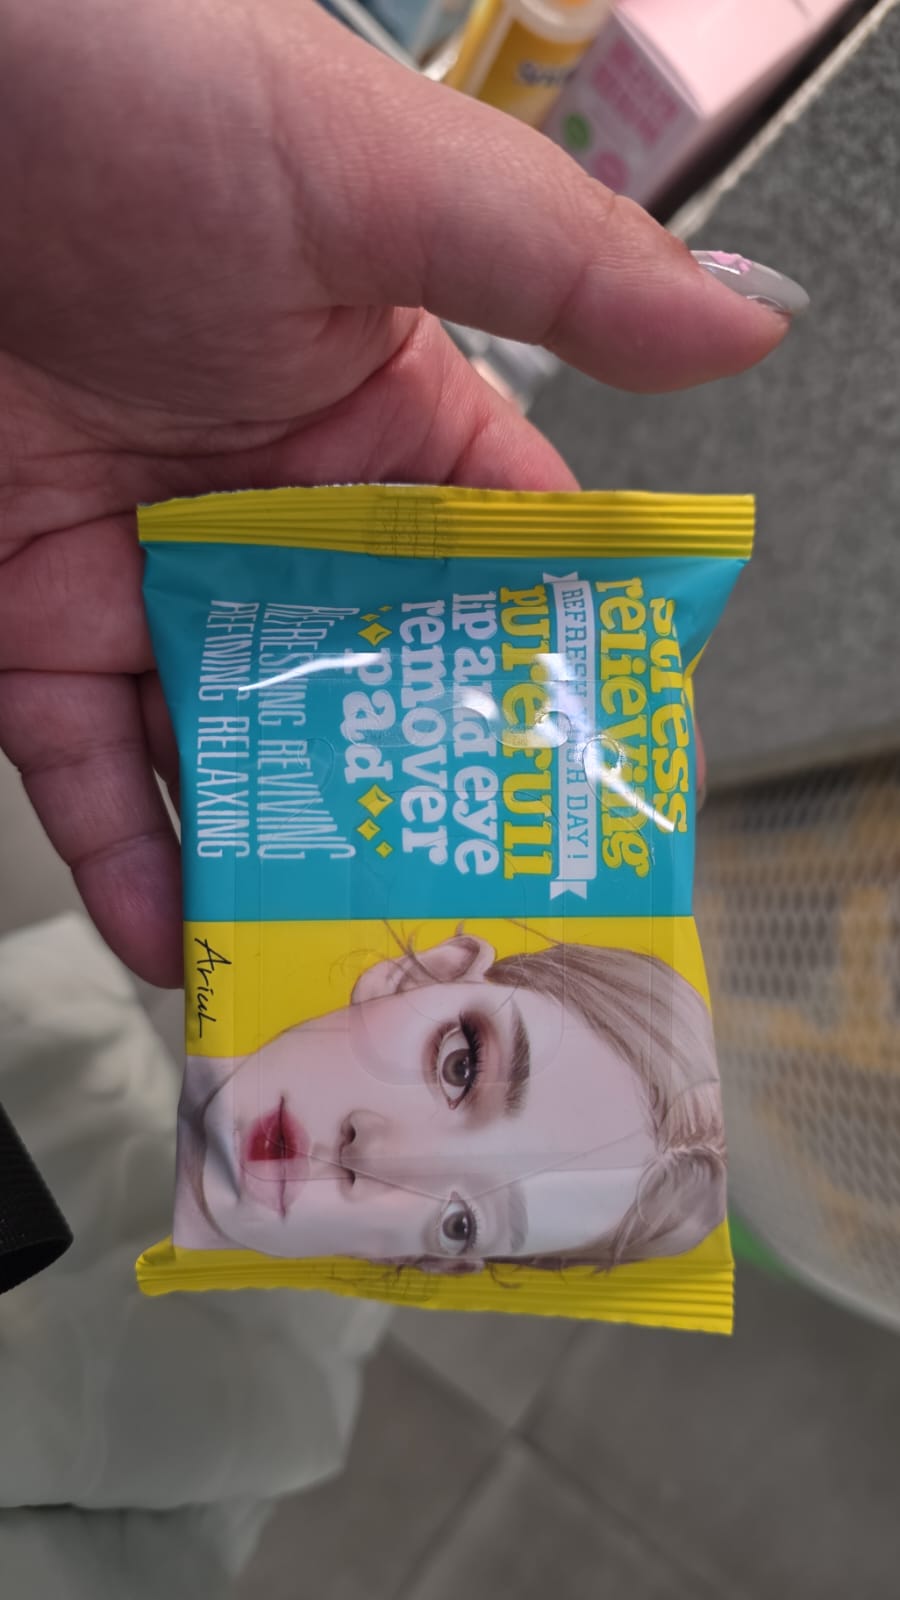 stress
relieving
REFRESH EACH DAY!
purefull
lip and eye
remover
pad
REFRESHING REVIVING
REFINING RELAXING
Ariul